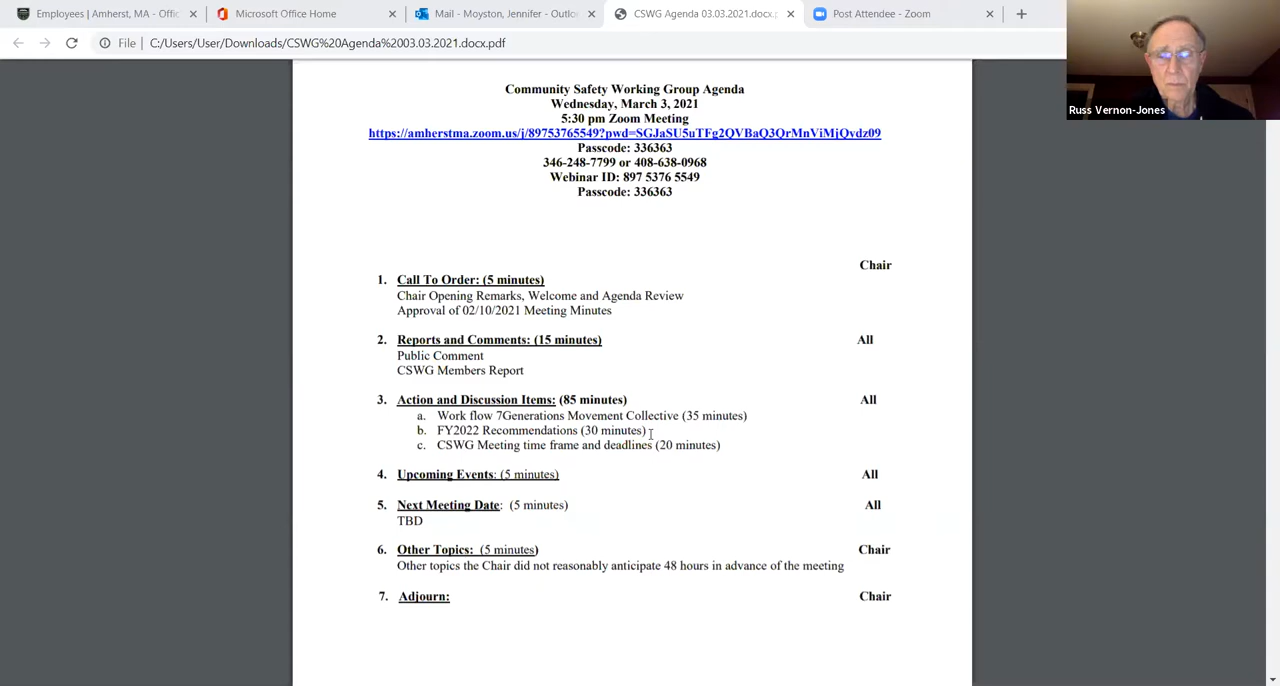 Employees | Amherst, MA - Offic
Microsoft Office Home
Mail - Moyston, Jennifer - Outlo
CSWG Agenda 03.03.2021.docx.p
Post Attendee - Zoom
File | C:/Users/User/Downloads/CSWG%20Agenda%2003.03.2021.docx.pdf
Russ Vernon-Jones
Community Safety Working Group Agenda
Wednesday, March 3, 2021
5:30 pm Zoom Meeting
https://amherstma.zoom.us/j/89753765549?pwd=SGJaSU5uTFg2QVBaQ3QrMnViMjQvdz09
Passcode: 336363
346-248-7799 or 408-638-0968
Webinar ID: 897 5376 5549
Passcode: 336363
Chair
1. Call To Order: (5 minutes)
Chair Opening Remarks, Welcome and Agenda Review
Approval of 02/10/2021 Meeting Minutes
2. Reports and Comments: (15 minutes) All
Public Comment
CSWG Members Report
3. Action and Discussion Items: (85 minutes) All
a. Work flow 7Generations Movement Collective (35 minutes)
b. FY2022 Recommendations (30 minutes)
c. CSWG Meeting time frame and deadlines (20 minutes)
4. Upcoming Events: (5 minutes) All
5. Next Meeting Date: (5 minutes) All
TBD
6. Other Topics: (5 minutes) Chair
Other topics the Chair did not reasonably anticipate 48 hours in advance of the meeting
7. Adjourn: Chair